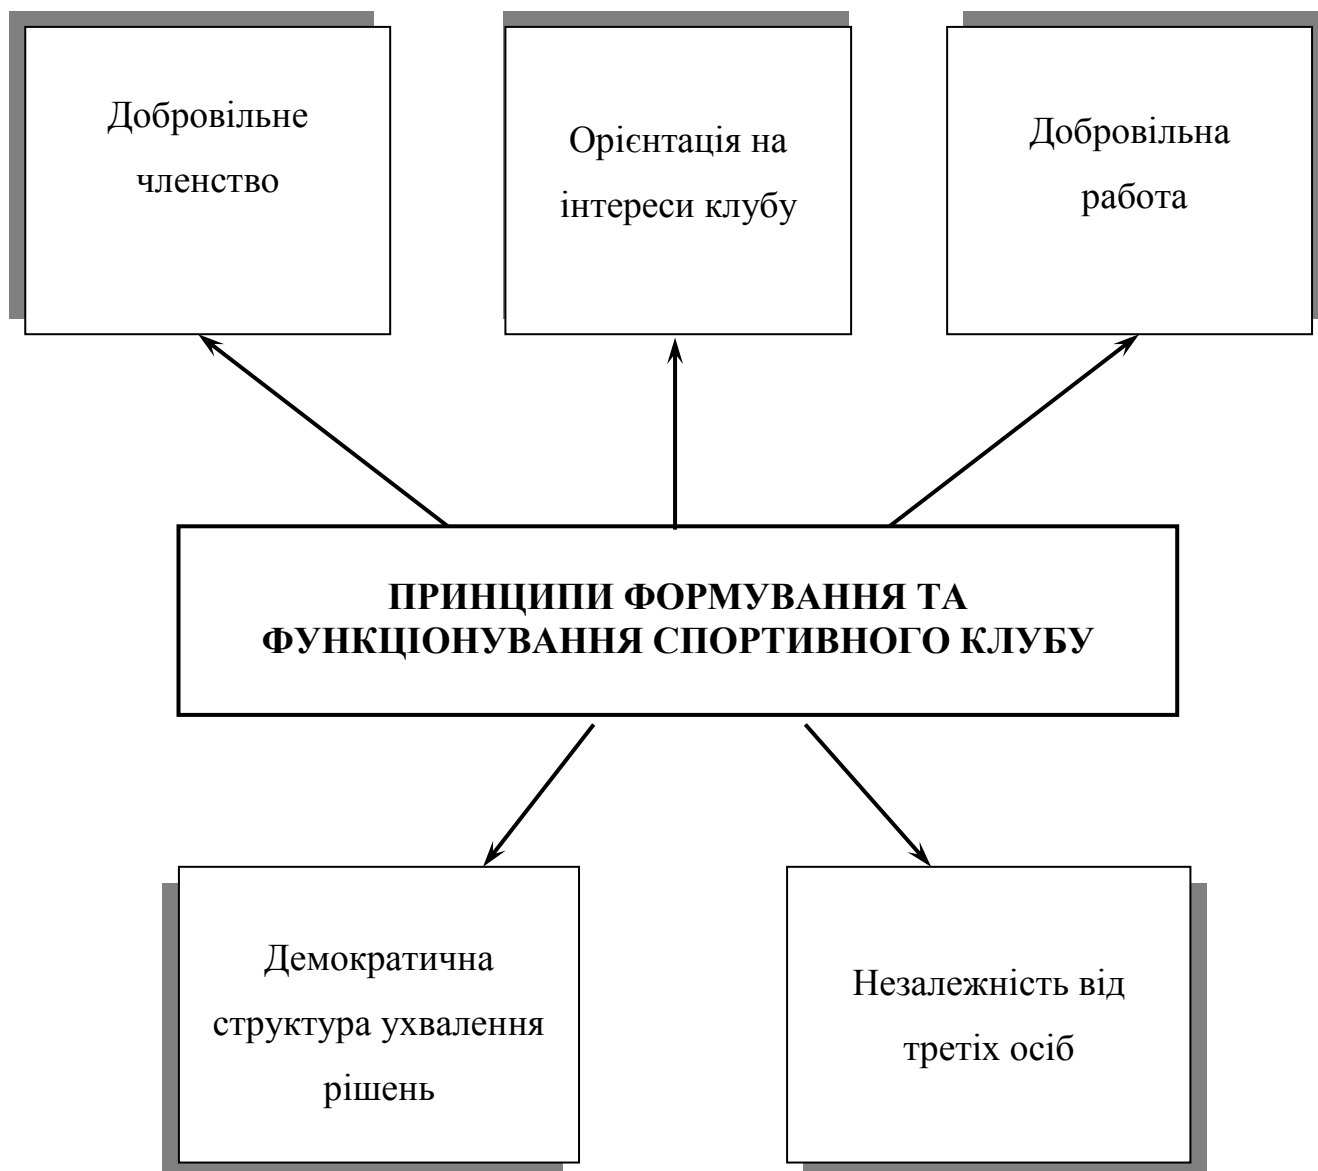 Добровільне
членство
Орієнтація на
інтереси клубу
Добровільна
работа
ПРИНЦИПИ ФОРМУВАННЯ ТА
ФУНКЦІОНУВАННЯ СПОРТИВНОГО КЛУБУ
Демократична
структура ухвалення
рішень
Незалежність від
третіх осіб